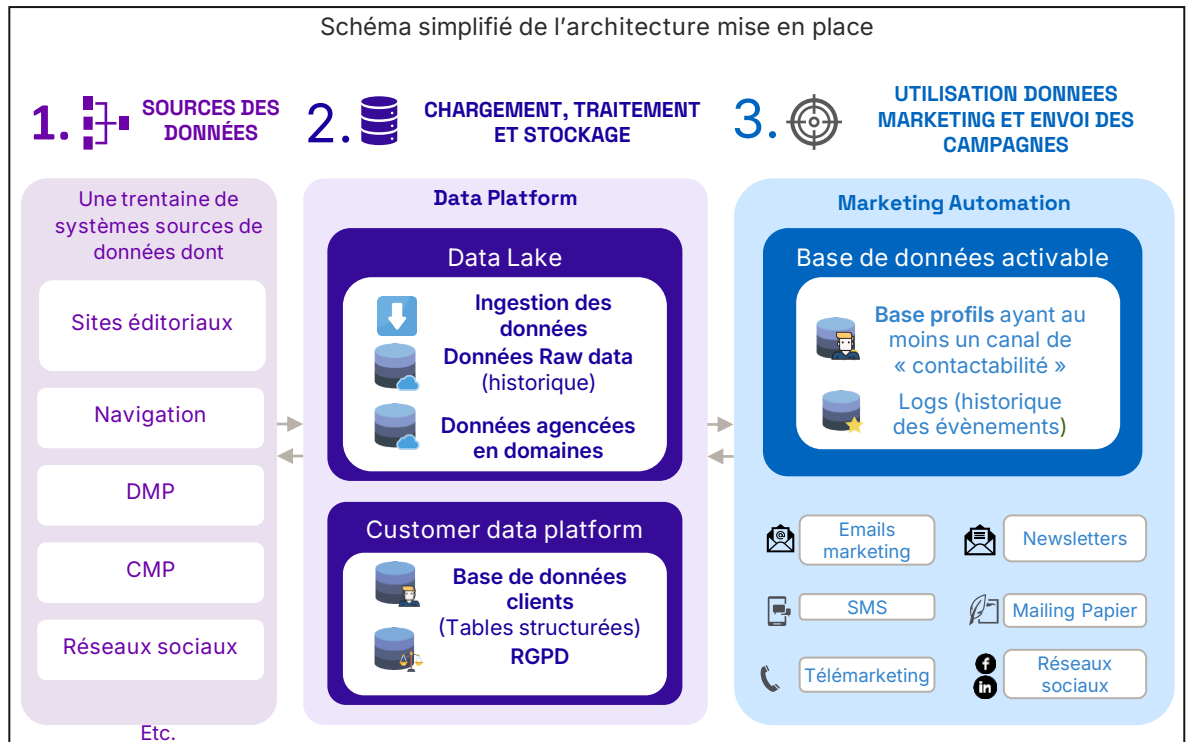 Schéma simplifié de l'architecture mise en place
1.
SOURCES DES
DONNÉES
2.
CHARGEMENT, TRAITEMENT
ET STOCKAGE
3.
UTILISATION DONNEES
MARKETING ET ENVOI DES
CAMPAGNES
Une trentaine de
systèmes sources de
données dont
Sites éditoriaux
Navigation
DMP
CMP
Réseaux sociaux
Etc.
Data Platform
Data Lake
Ingestion des
données
Données Raw data
(historique)
Données agencées
en domaines
Customer data platform
Base de données
clients
(Tables structurées)
RGPD
Marketing Automation
Base de données activable
Base profils ayant au
moins un canal de
« contactabilité »
Logs (historique
des évènements)
Emails
marketing
Newsletters
SMS
Mailing Papier
Télémarketing
f
in
Réseaux
sociaux